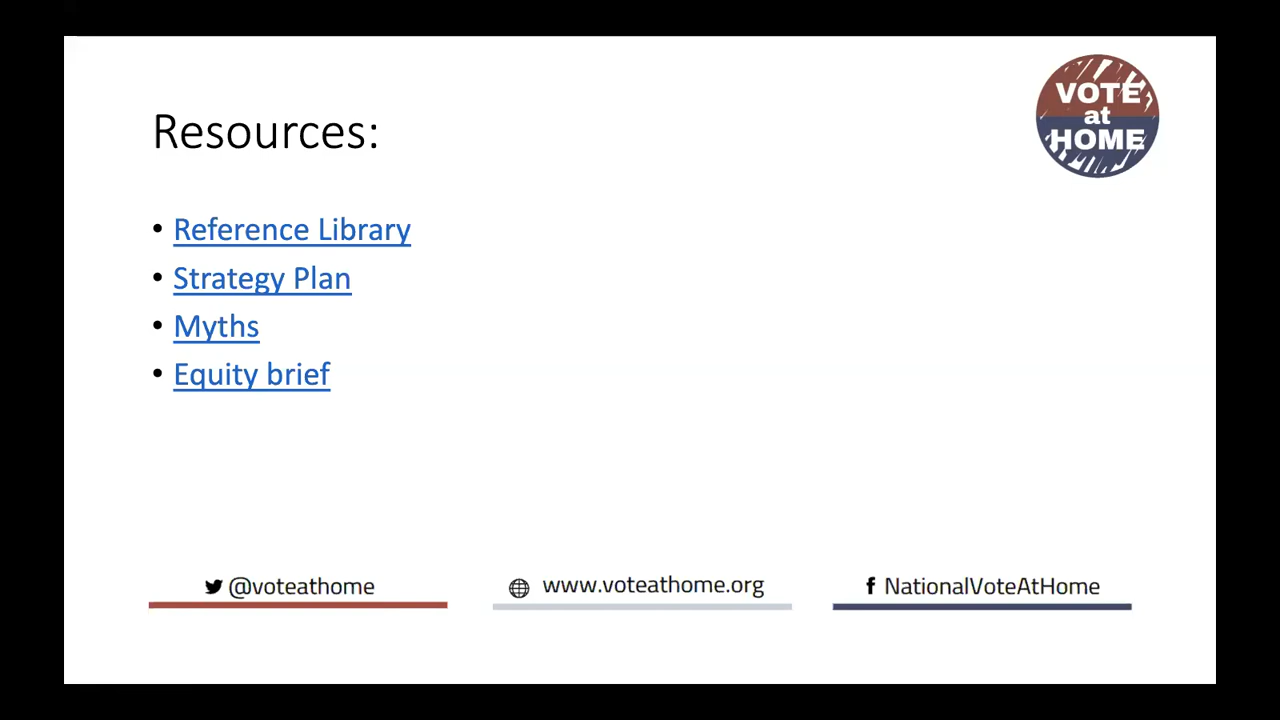 VOTE
at
HOME
Resources:
• Reference Library
• Strategy Plan
• Myths
• Equity brief
@voteathome
www.voteathome.org
NationalVoteAtHome